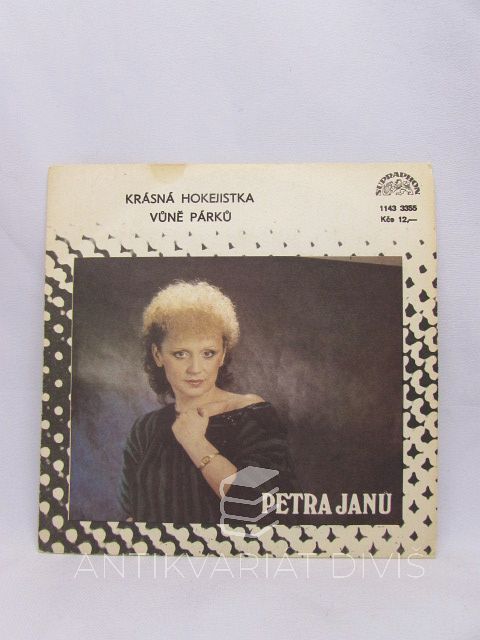 KRÁSNÁ HOKEJISTKA
VŮNĚ PÁRKŮ
SUPRAPHON
1143 3355
Kčs 12,—
PETRA JANŮ
ANTIKVARIÁT DIVIŠ